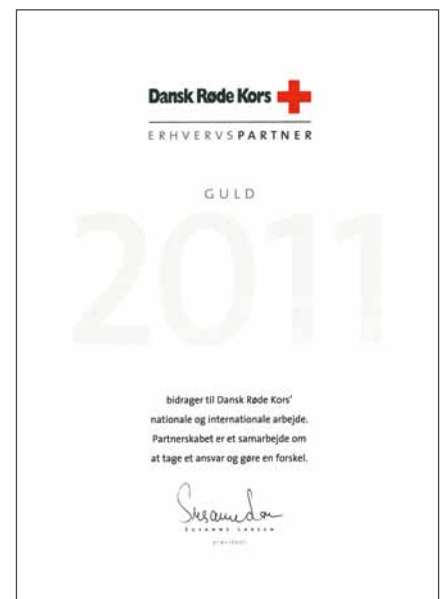 Dansk Røde Kors
ERHVERVSPARTNER
GULD
2011
bidrager til Dansk Røde Kors'
nationale og internationale arbejde.
Partnerskabet er et samarbejde om
at tage et ansvar og gøre en forskel.
SUSANNE LARSEN
præsident